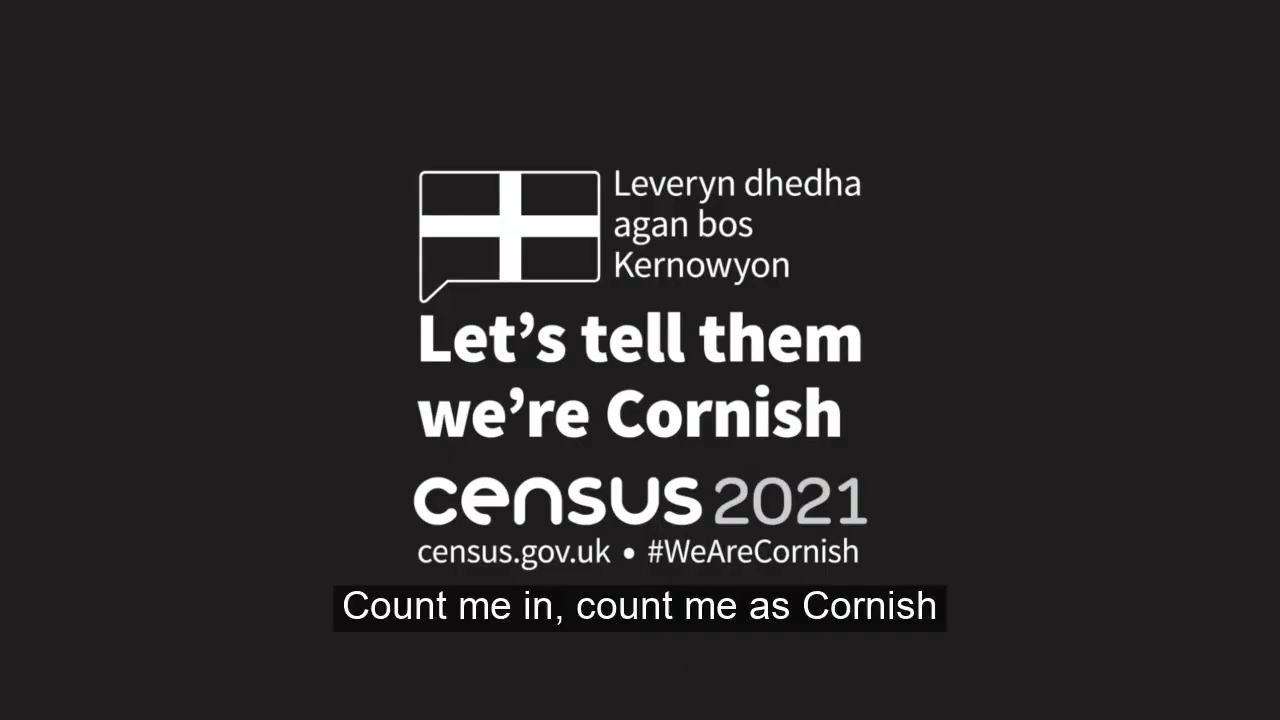 Leveryn dhedha
agan bos
Kernowyon
Let’s tell them
we’re Cornish
census 2021
census.gov.uk • #WeAreCornish
Count me in, count me as Cornish